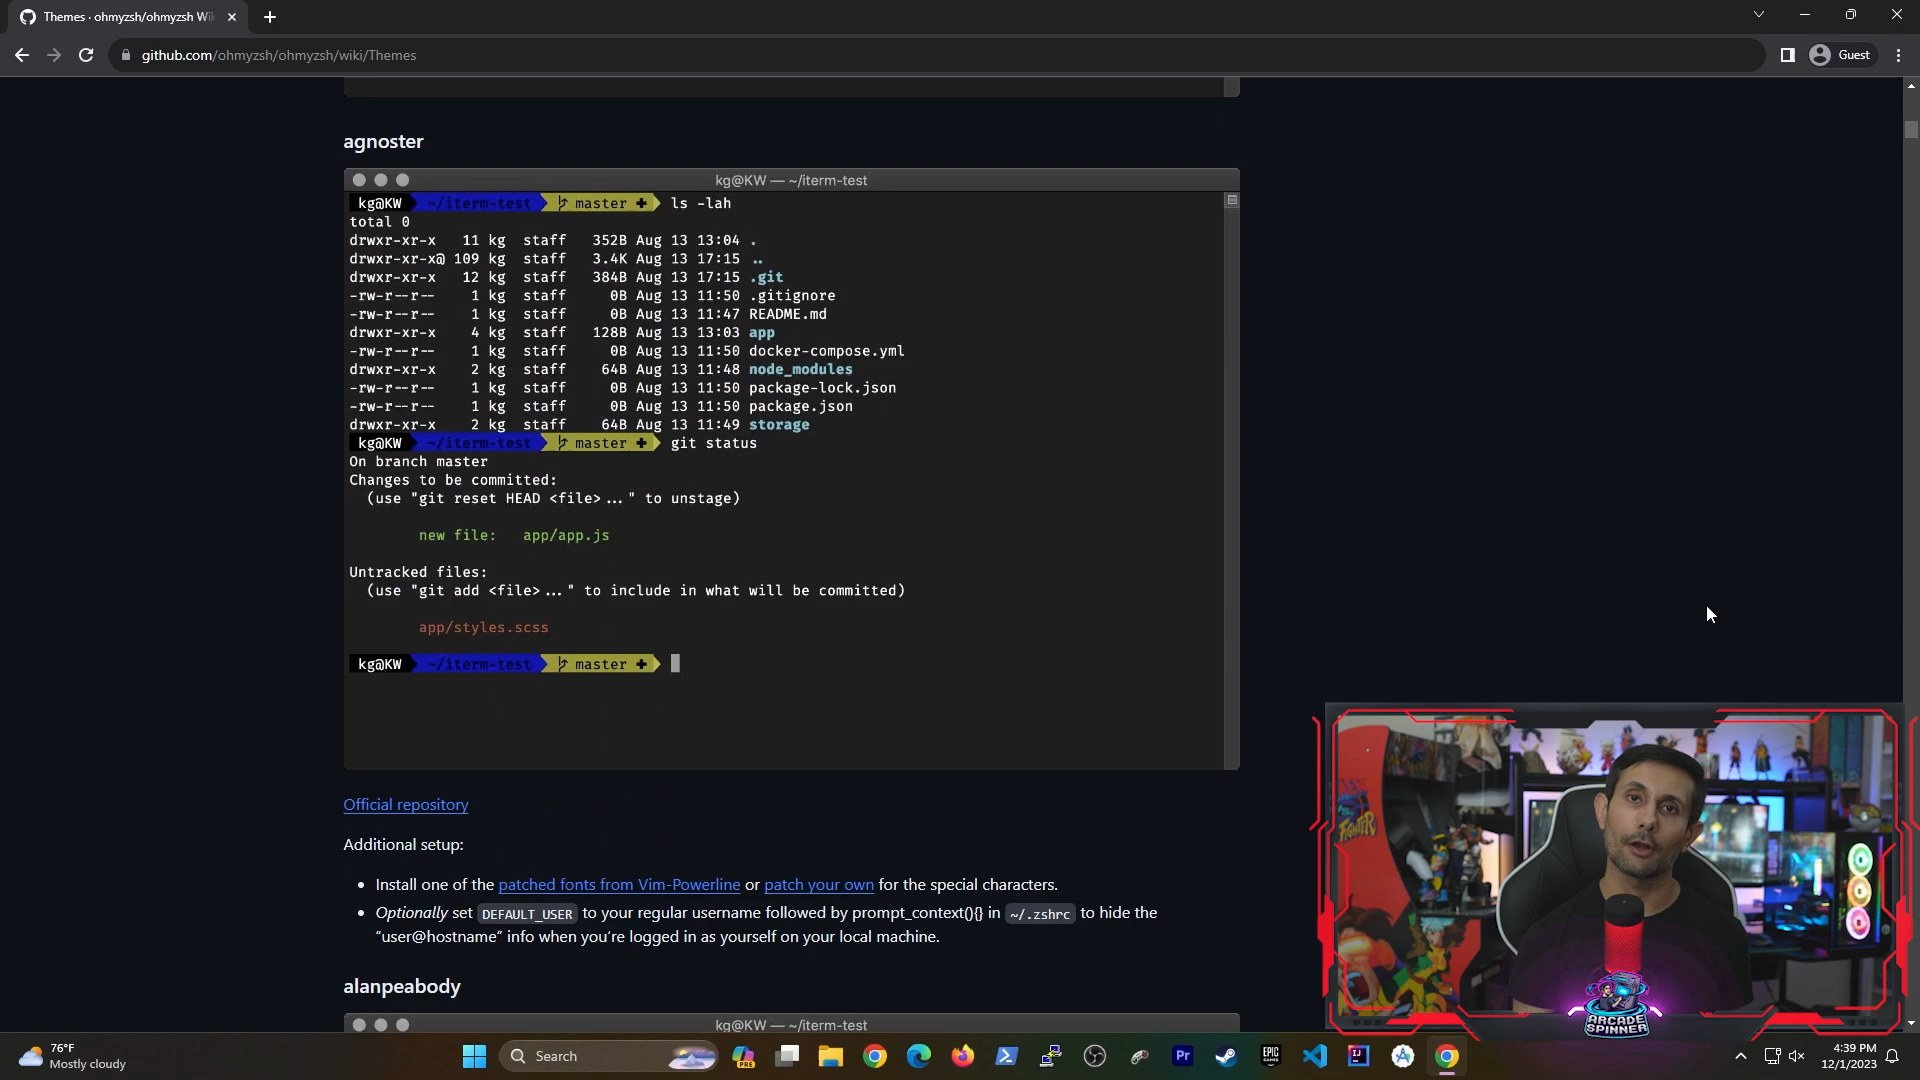 Themes · ohmyzsh/ohmyzsh Wi
github.com/ohmyzsh/ohmyzsh/wiki/Themes
Guest
agnoster
kg@KW — ~/iterm-test
kg@KW ~/iterm-test master ✚ ls -lah
total 0
drwxr-xr-x 11 kg staff 352B Aug 13 13:04 .
drwxr-xr-x@ 109 kg staff 3.4K Aug 13 17:15 ..
drwxr-xr-x 12 kg staff 384B Aug 13 17:15 .git
-rw-r--r-- 1 kg staff 0B Aug 13 11:50 .gitignore
-rw-r--r-- 1 kg staff 0B Aug 13 11:47 README.md
drwxr-xr-x 4 kg staff 128B Aug 13 13:03 app
-rw-r--r-- 1 kg staff 0B Aug 13 11:50 docker-compose.yml
drwxr-xr-x 2 kg staff 64B Aug 13 11:48 node_modules
-rw-r--r-- 1 kg staff 0B Aug 13 11:50 package-lock.json
-rw-r--r-- 1 kg staff 0B Aug 13 11:50 package.json
drwxr-xr-x 2 kg staff 64B Aug 13 11:49 storage
kg@KW ~/iterm-test master ✚ git status
On branch master
Changes to be committed:
(use "git reset HEAD <file>..." to unstage)
new file: app/app.js
Untracked files:
(use "git add <file>..." to include in what will be committed)
app/styles.scss
kg@KW ~/iterm-test master ✚
Official repository
Additional setup:
• Install one of the patched fonts from Vim-Powerline or patch your own for the special characters.
• Optionally set DEFAULT_USER to your regular username followed by prompt_context(){} in ~/.zshrc to hide the
“user@hostname” info when you’re logged in as yourself on your local machine.
alanpeabody
kg@KW — ~/iterm-test
FIGHTER
ARCADE
SPINNER
76°F
Mostly cloudy
Search
PRE
Pr
EPIC
GAMES
IJ
4:39 PM
12/1/2023